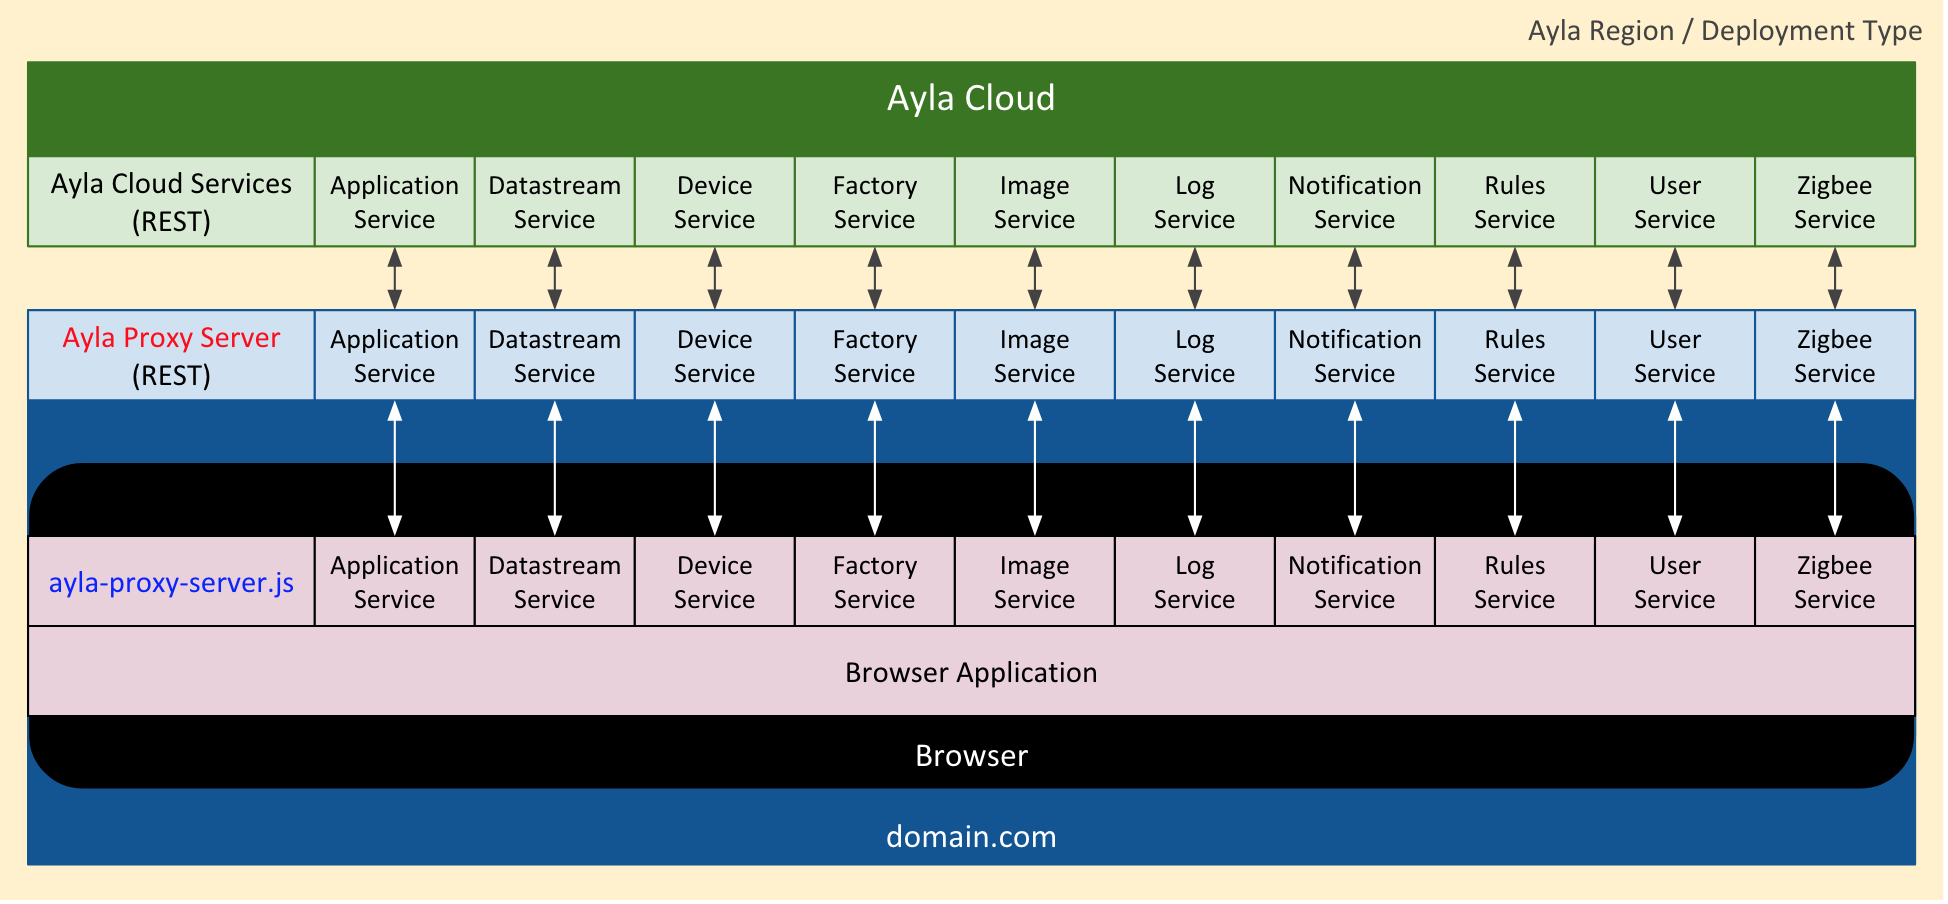 Ayla Region / Deployment Type
Ayla Cloud
Ayla Cloud Services
(REST)
Application
Service
Datastream
Service
Device
Service
Factory
Service
Image
Service
Log
Service
Notification
Service
Rules
Service
User
Service
Zigbee
Service
Ayla Proxy Server
(REST)
Application
Service
Datastream
Service
Device
Service
Factory
Service
Image
Service
Log
Service
Notification
Service
Rules
Service
User
Service
Zigbee
Service
ayla-proxy-server.js
Application
Service
Datastream
Service
Device
Service
Factory
Service
Image
Service
Log
Service
Notification
Service
Rules
Service
User
Service
Zigbee
Service
Browser Application
Browser
domain.com